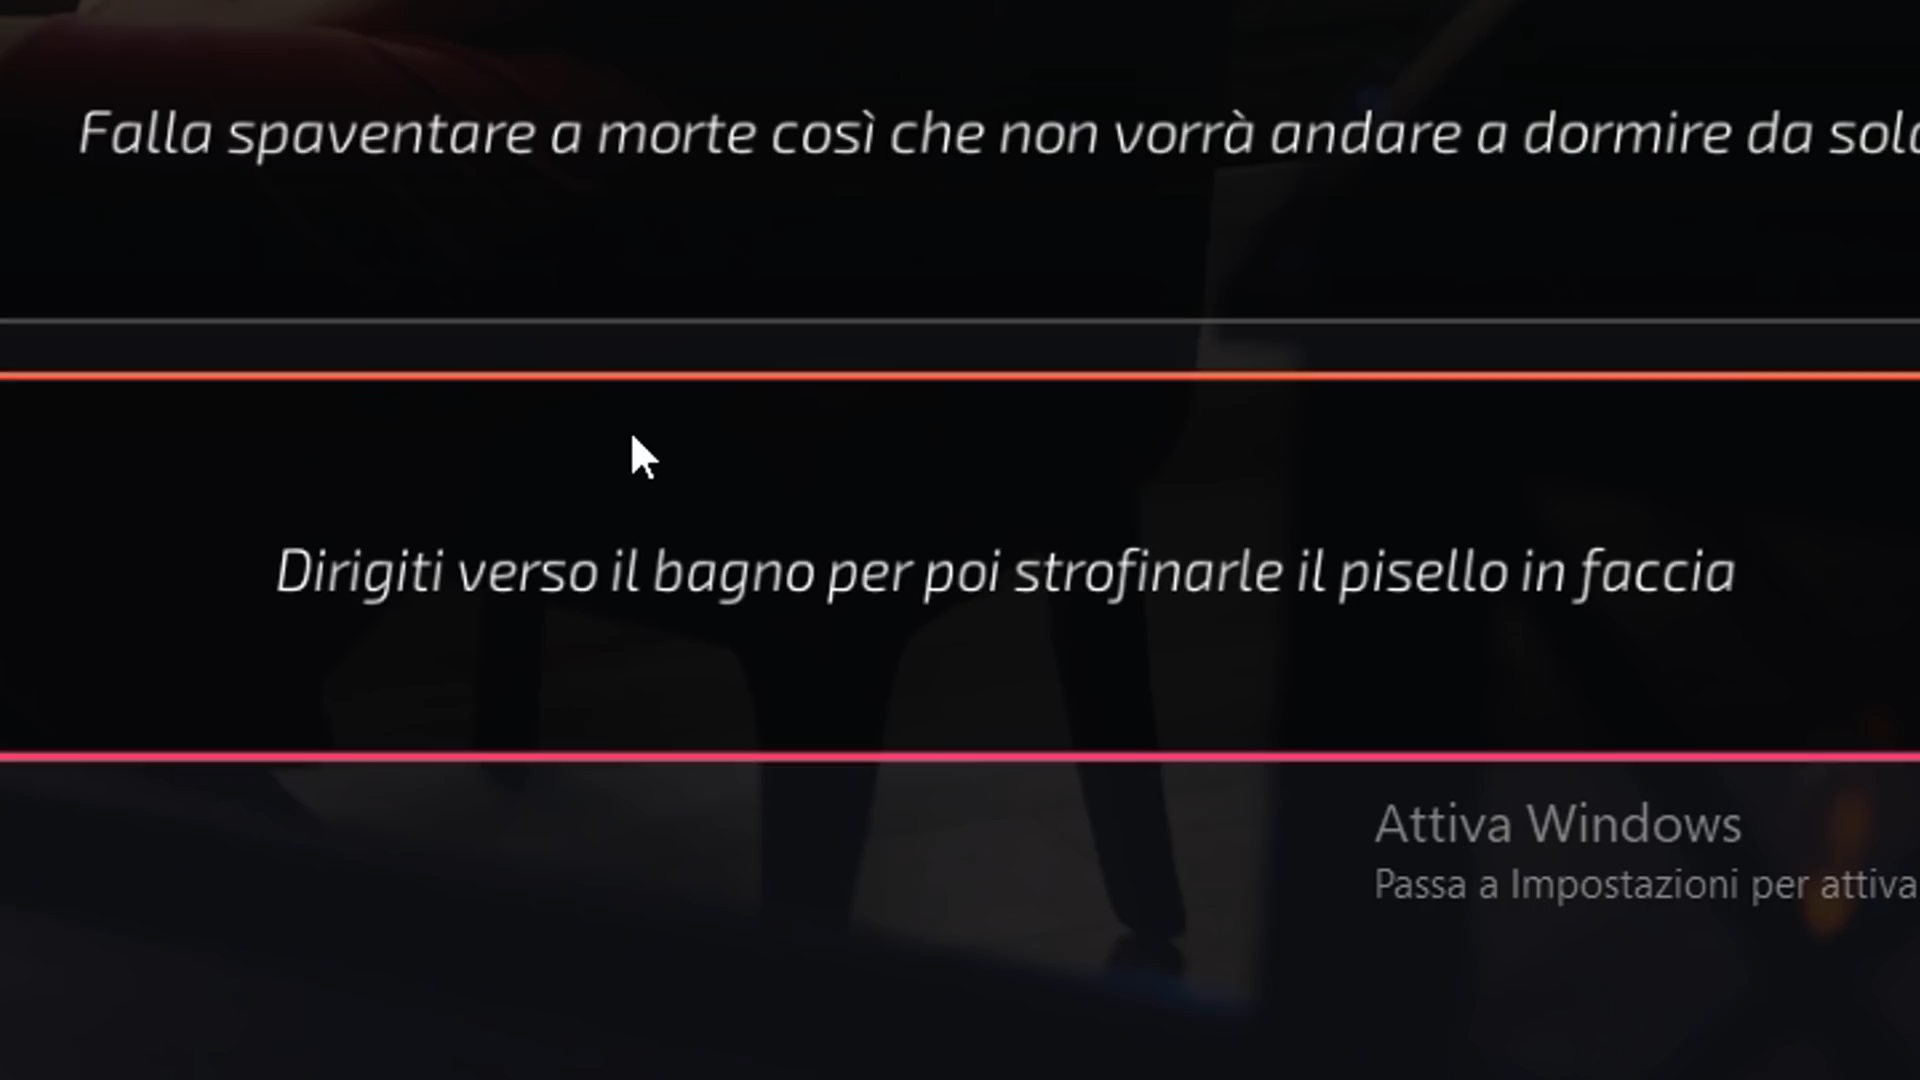 Falla spaventare a morte così che non vorrà andare a dormire da
Dirigiti verso il bagno per poi strofinarle il pisello in faccia
Attiva Windows
Passa a Impostazioni per